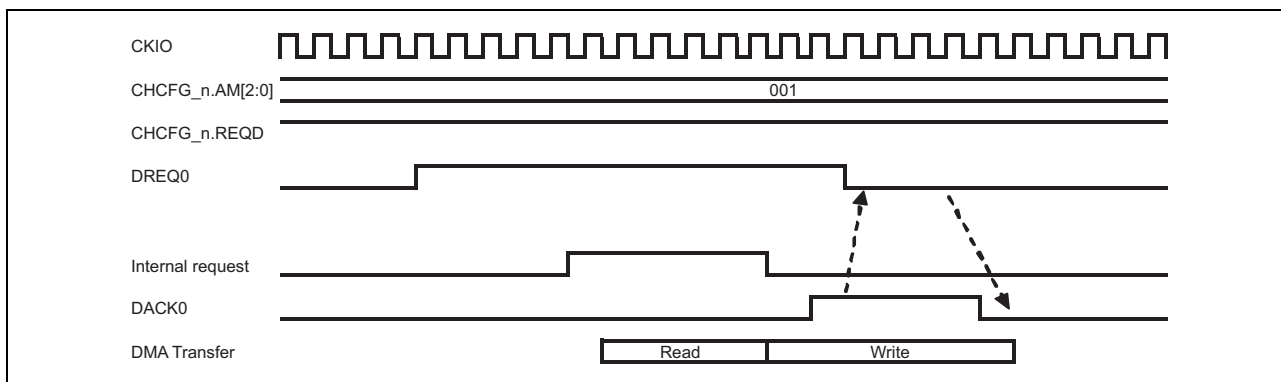 CKIO
CHCFG_n.AM[2:0] 001
CHCFG_n.REQD
DREQ0
Internal request
DACK0
DMA Transfer Read Write